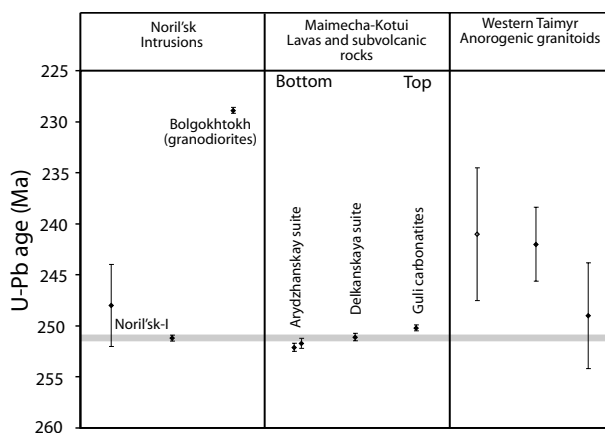 Noril'sk
Intrusions
Maimecha-Kotui
Lavas and subvolcanic
rocks
Western Taimyr
Anorogenic granitoids
U-Pb age (Ma)
225
230
235
240
245
250
255
260
Bottom
Top
Bolgokhtokh
(granodiorites)
Noril'sk-I
Arydzhanskay suite
Delkanskaya suite
Guli carbonatites